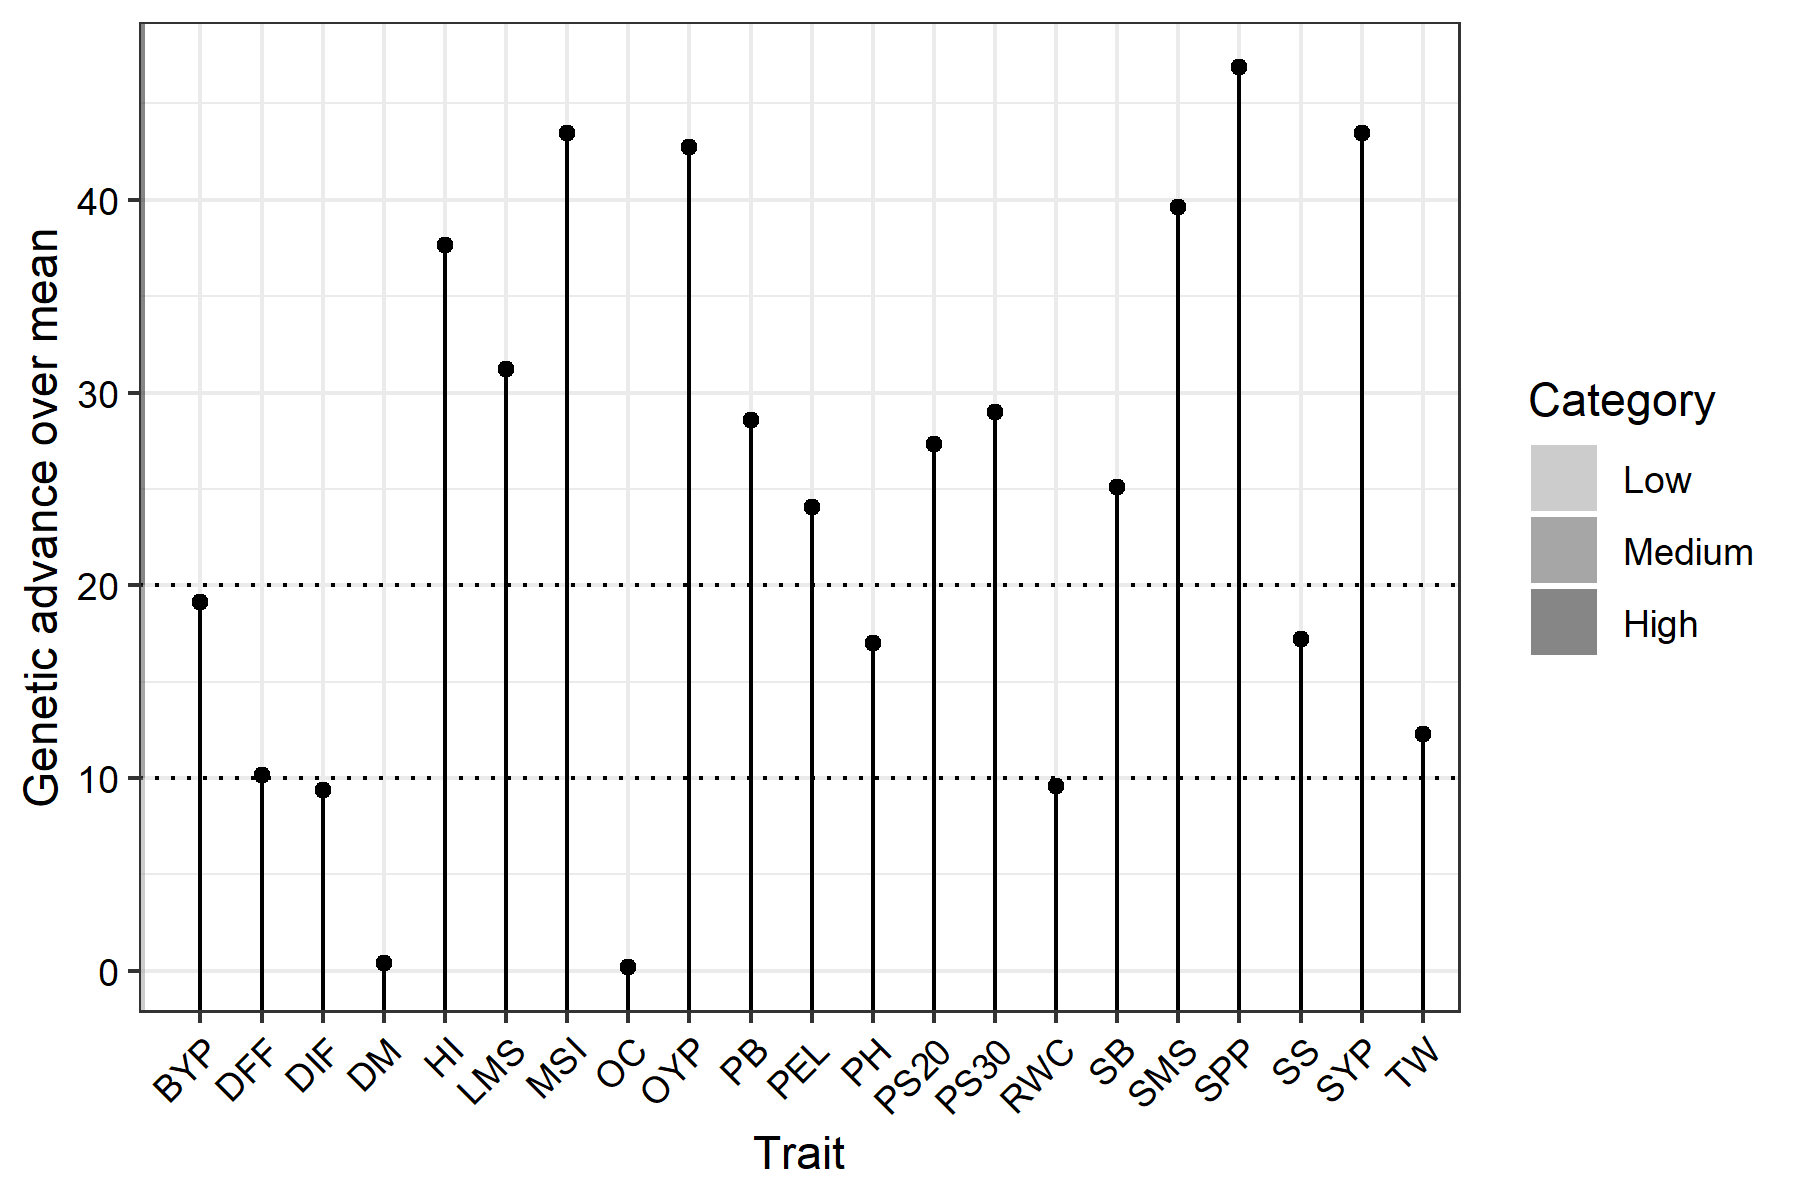 Genetic advance over mean
40
30
20
10
0
BYP
DFF
DIF
DM
HI
LMS
MSI
OC
OYP
PB
PEL
PH
PS20
PS30
RWC
SB
SMS
SPP
SS
SYP
TW
Trait
Category
Low
Medium
High